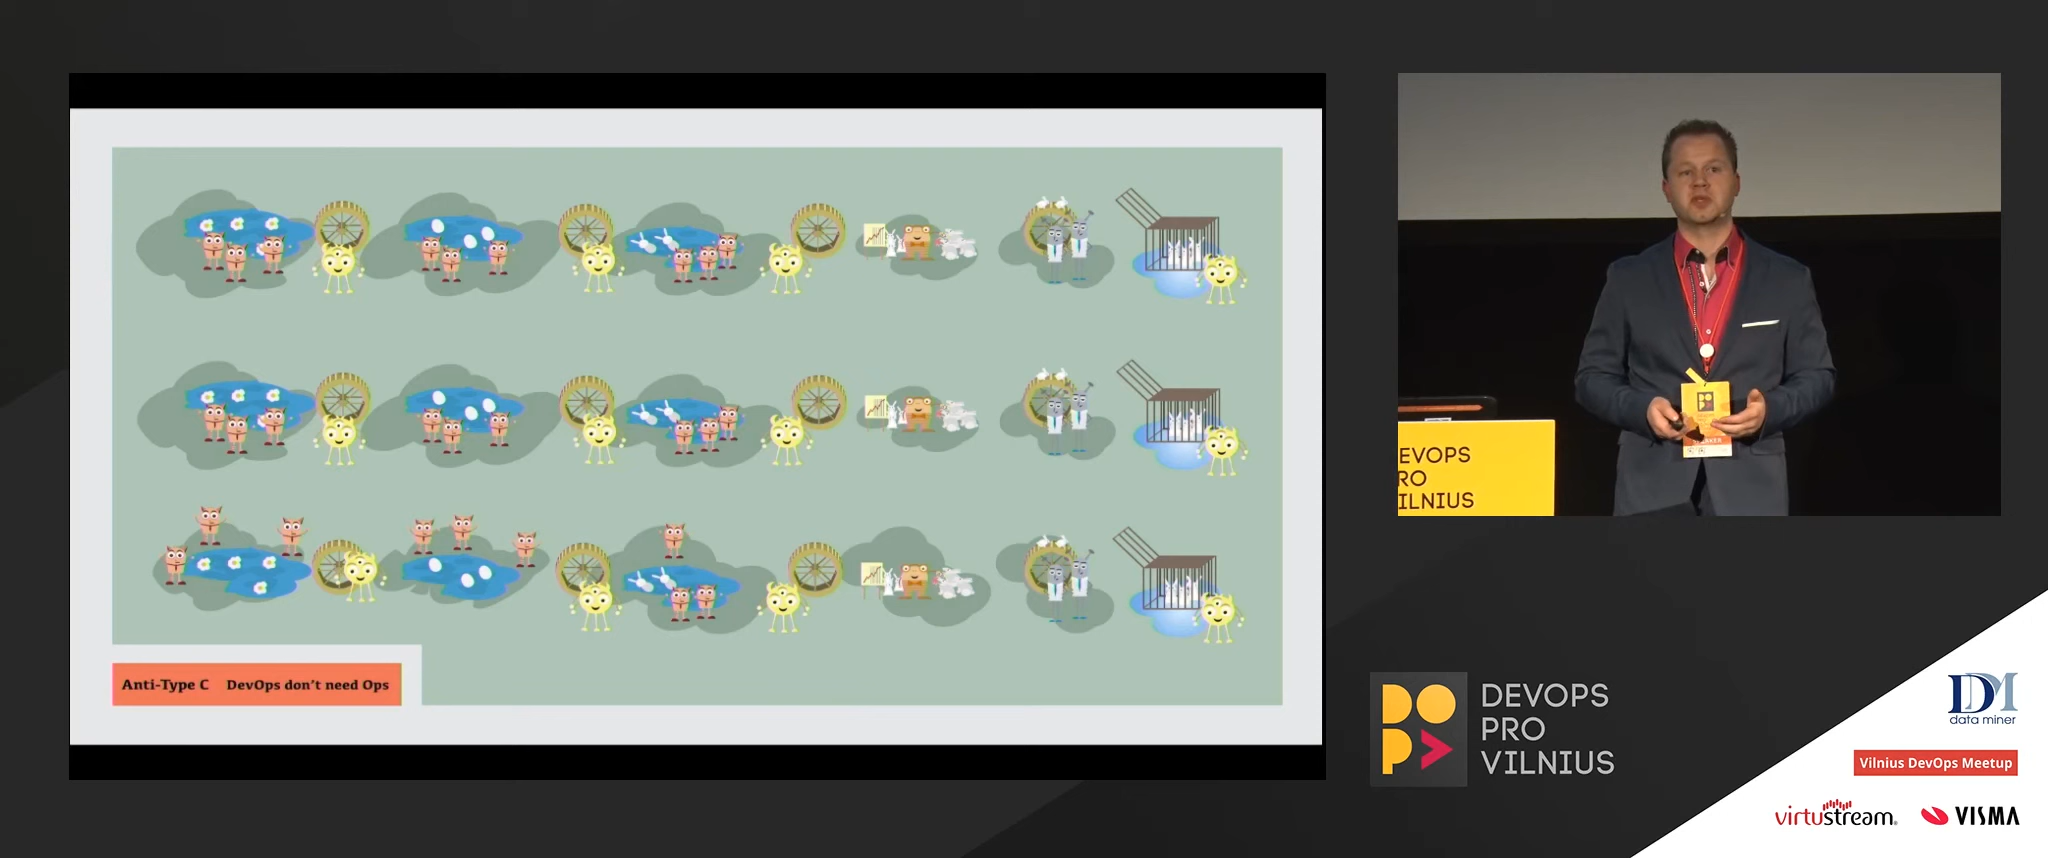 Anti-Type C DevOps don't need Ops
EVOPS
RO
ILNIUS
DEVOPS
PRO
VILNIUS
DM
data miner
Vilnius DevOps Meetup
virtustream
VISMA